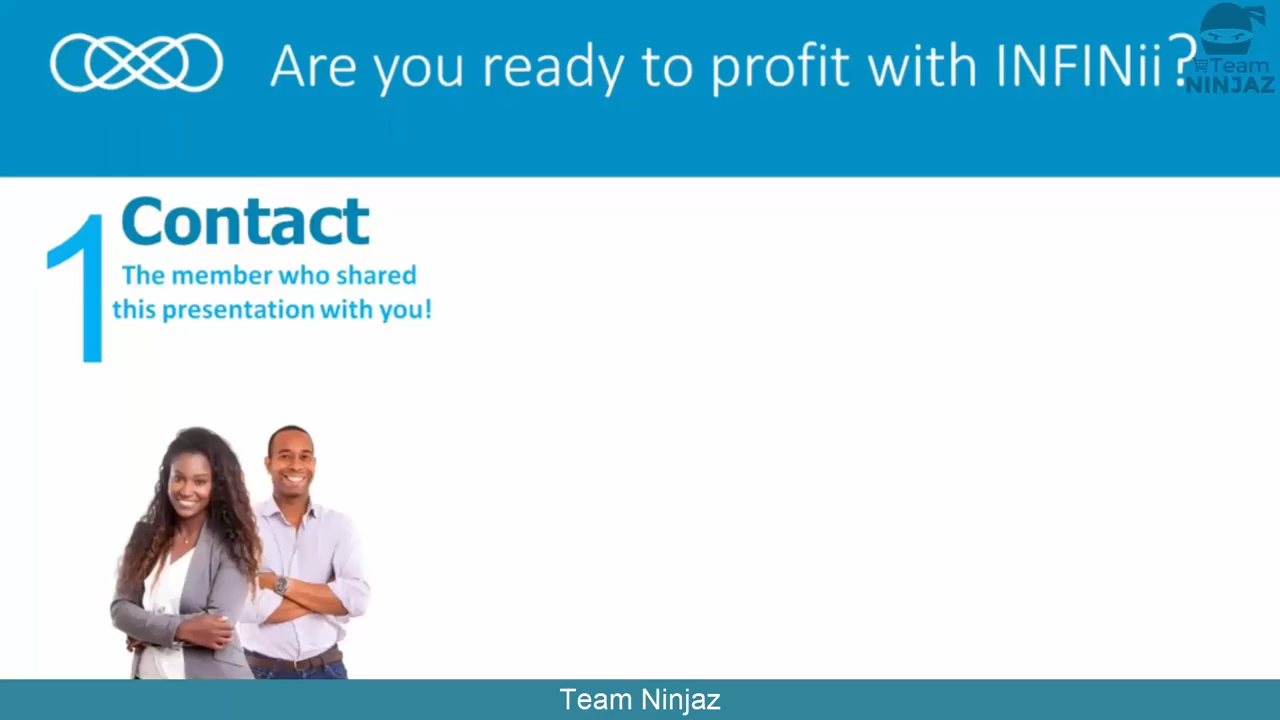 Are you ready to profit with INFINii?
Team
NINJAZ
1
Contact
The member who shared
this presentation with you!
Team Ninjaz